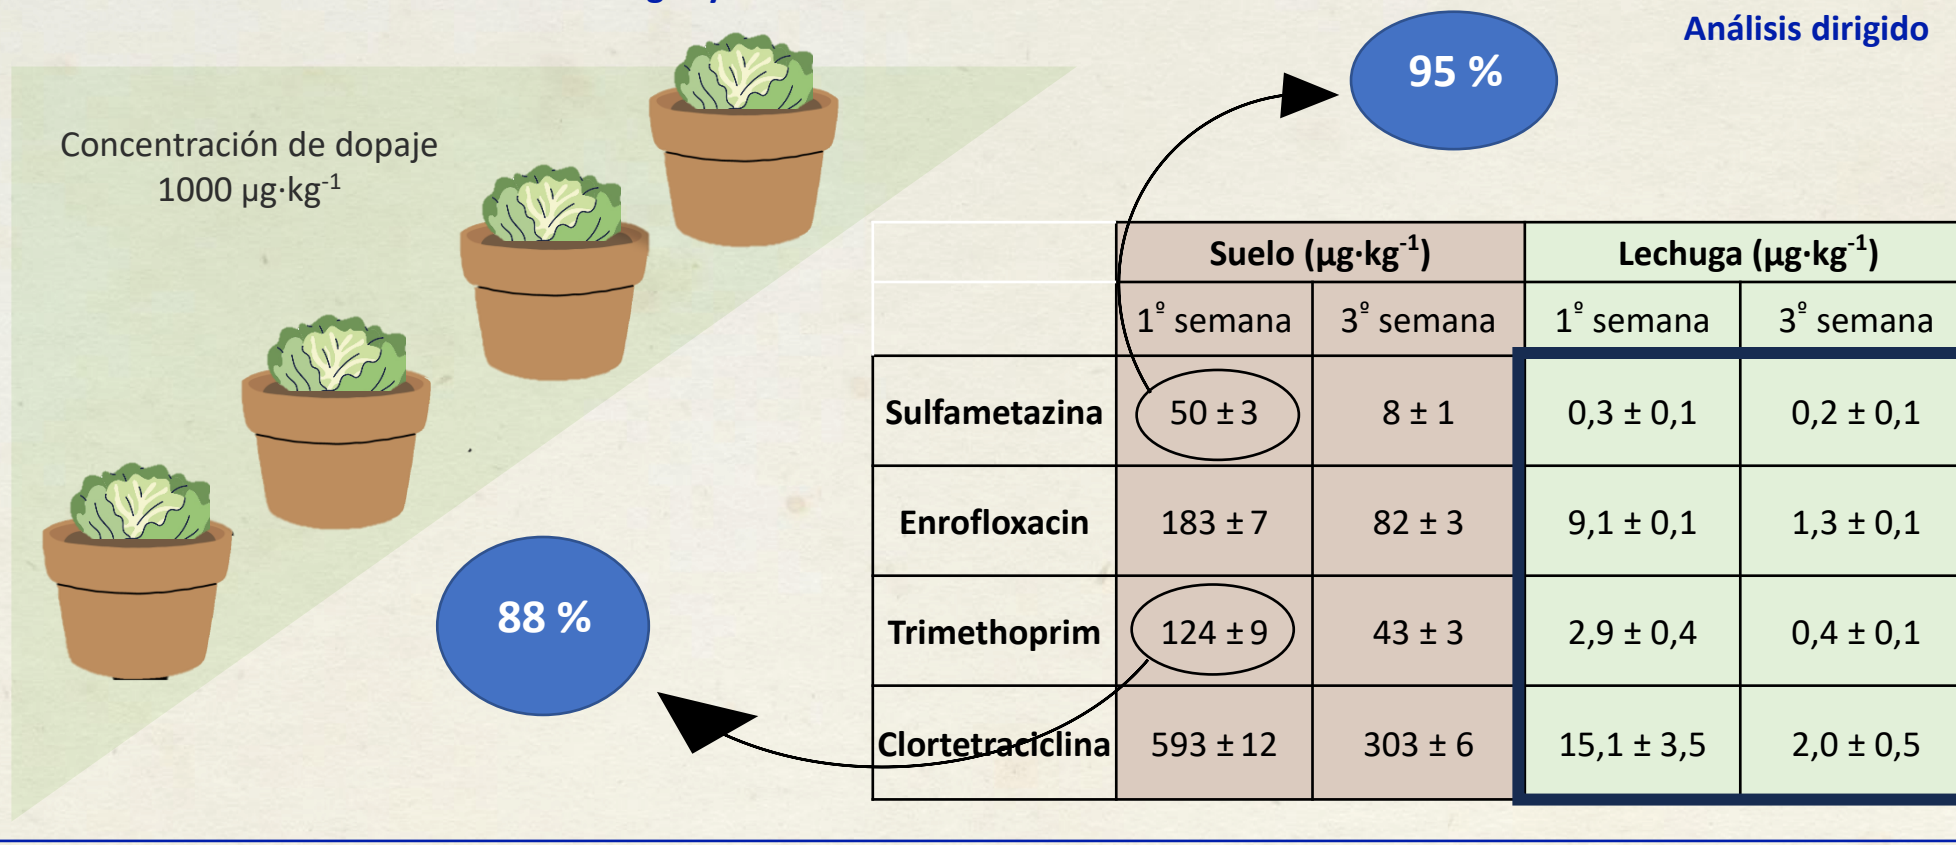 Análisis dirigido
95 %
Concentración de dopaje
1000 µg·kg⁻¹
Suelo (µg·kg⁻¹) Lechuga (µg·kg⁻¹)
1º semana 3º semana 1º semana 3º semana
Sulfametazina 50 ± 3 8 ± 1 0,3 ± 0,1 0,2 ± 0,1
Enrofloxacin 183 ± 7 82 ± 3 9,1 ± 0,1 1,3 ± 0,1
88 %
Trimethoprim 124 ± 9 43 ± 3 2,9 ± 0,4 0,4 ± 0,1
Clortetraciclina 593 ± 12 303 ± 6 15,1 ± 3,5 2,0 ± 0,5